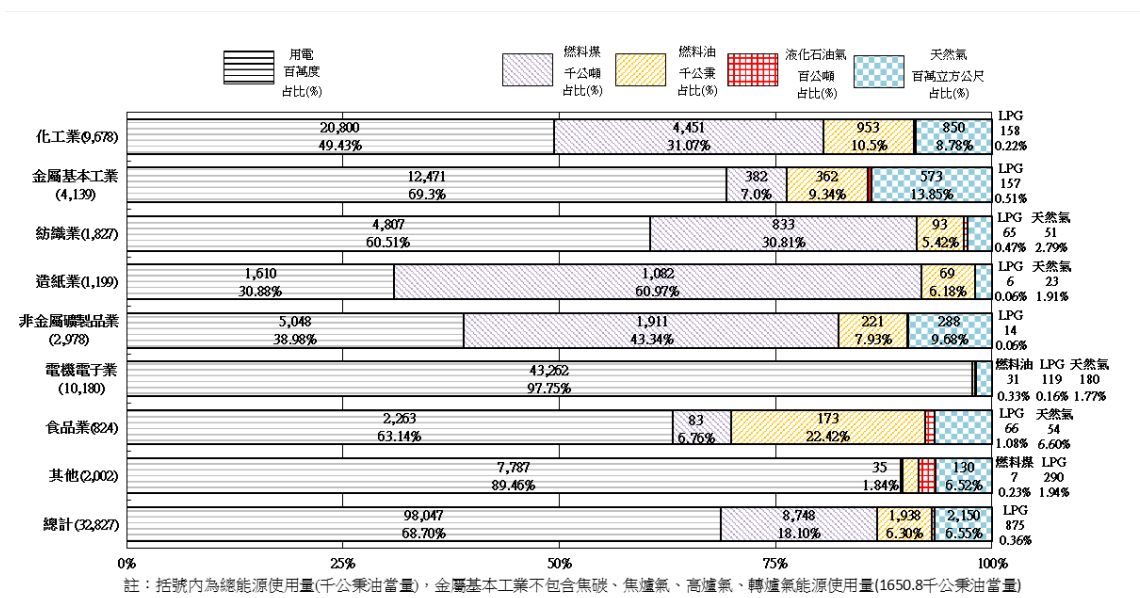 用電
百萬度
占比(%)
燃料煤
千公噸
占比(%)
燃料油
千公秉
占比(%)
液化石油氣
百公噸
占比(%)
天然氣
百萬立方公尺
占比(%)
化工業(9,678)
20,800
49.43%
4,451
31.07%
953
10.5%
850
8.78%
LPG
158
0.22%
金屬基本工業
(4,139)
12,471
69.3%
382
7.0%
362
9.34%
573
13.85%
LPG
157
0.51%
紡織業(1,827)
4,807
60.51%
833
30.81%
93
5.42%
LPG 天然氣
65 51
0.47% 2.79%
造紙業(1,199)
1,610
30.88%
1,082
60.97%
69
6.18%
LPG 天然氣
6 23
0.06% 1.91%
非金屬礦製品業
(2,978)
5,048
38.98%
1,911
43.34%
221
7.93%
288
9.68%
LPG
14
0.06%
電機電子業
(10,180)
43,262
97.75%
燃料油 LPG 天然氣
31 119 180
0.33% 0.16% 1.77%
食品業(824)
2,263
63.14%
83
6.76%
173
22.42%
LPG 天然氣
66 54
1.08% 6.60%
其他(2,002)
7,787
89.46%
35
1.84%
130
6.52%
燃料煤 LPG
7 290
0.23% 1.94%
總計(32,827)
98,047
68.70%
8,748
18.10%
1,938
6.30%
2,150
6.55%
LPG
875
0.36%
0% 25% 50% 75% 100%
註：括號內為總能源使用量(千公秉油當量)，金屬基本工業不包含焦碳、焦爐氣、高爐氣、轉爐氣能源使用量(1650.8千公秉油當量)